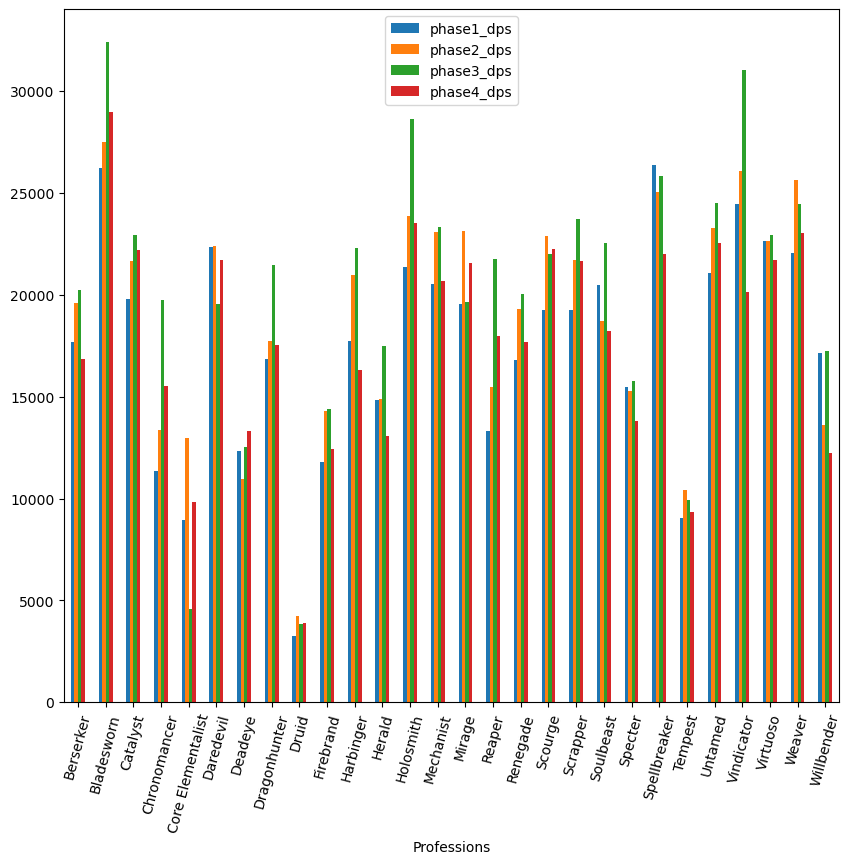 phase1_dps
phase2_dps
phase3_dps
phase4_dps
30000
25000
20000
15000
10000
5000
0
Berserker
Bladesworn
Catalyst
Chronomancer
Core Elementalist
Daredevil
Deadeye
Dragonhunter
Druid
Firebrand
Harbinger
Herald
Holosmith
Mechanist
Mirage
Reaper
Renegade
Scourge
Scrapper
Soulbeast
Specter
Spellbreaker
Tempest
Untamed
Vindicator
Virtuoso
Weaver
Willbender
Professions